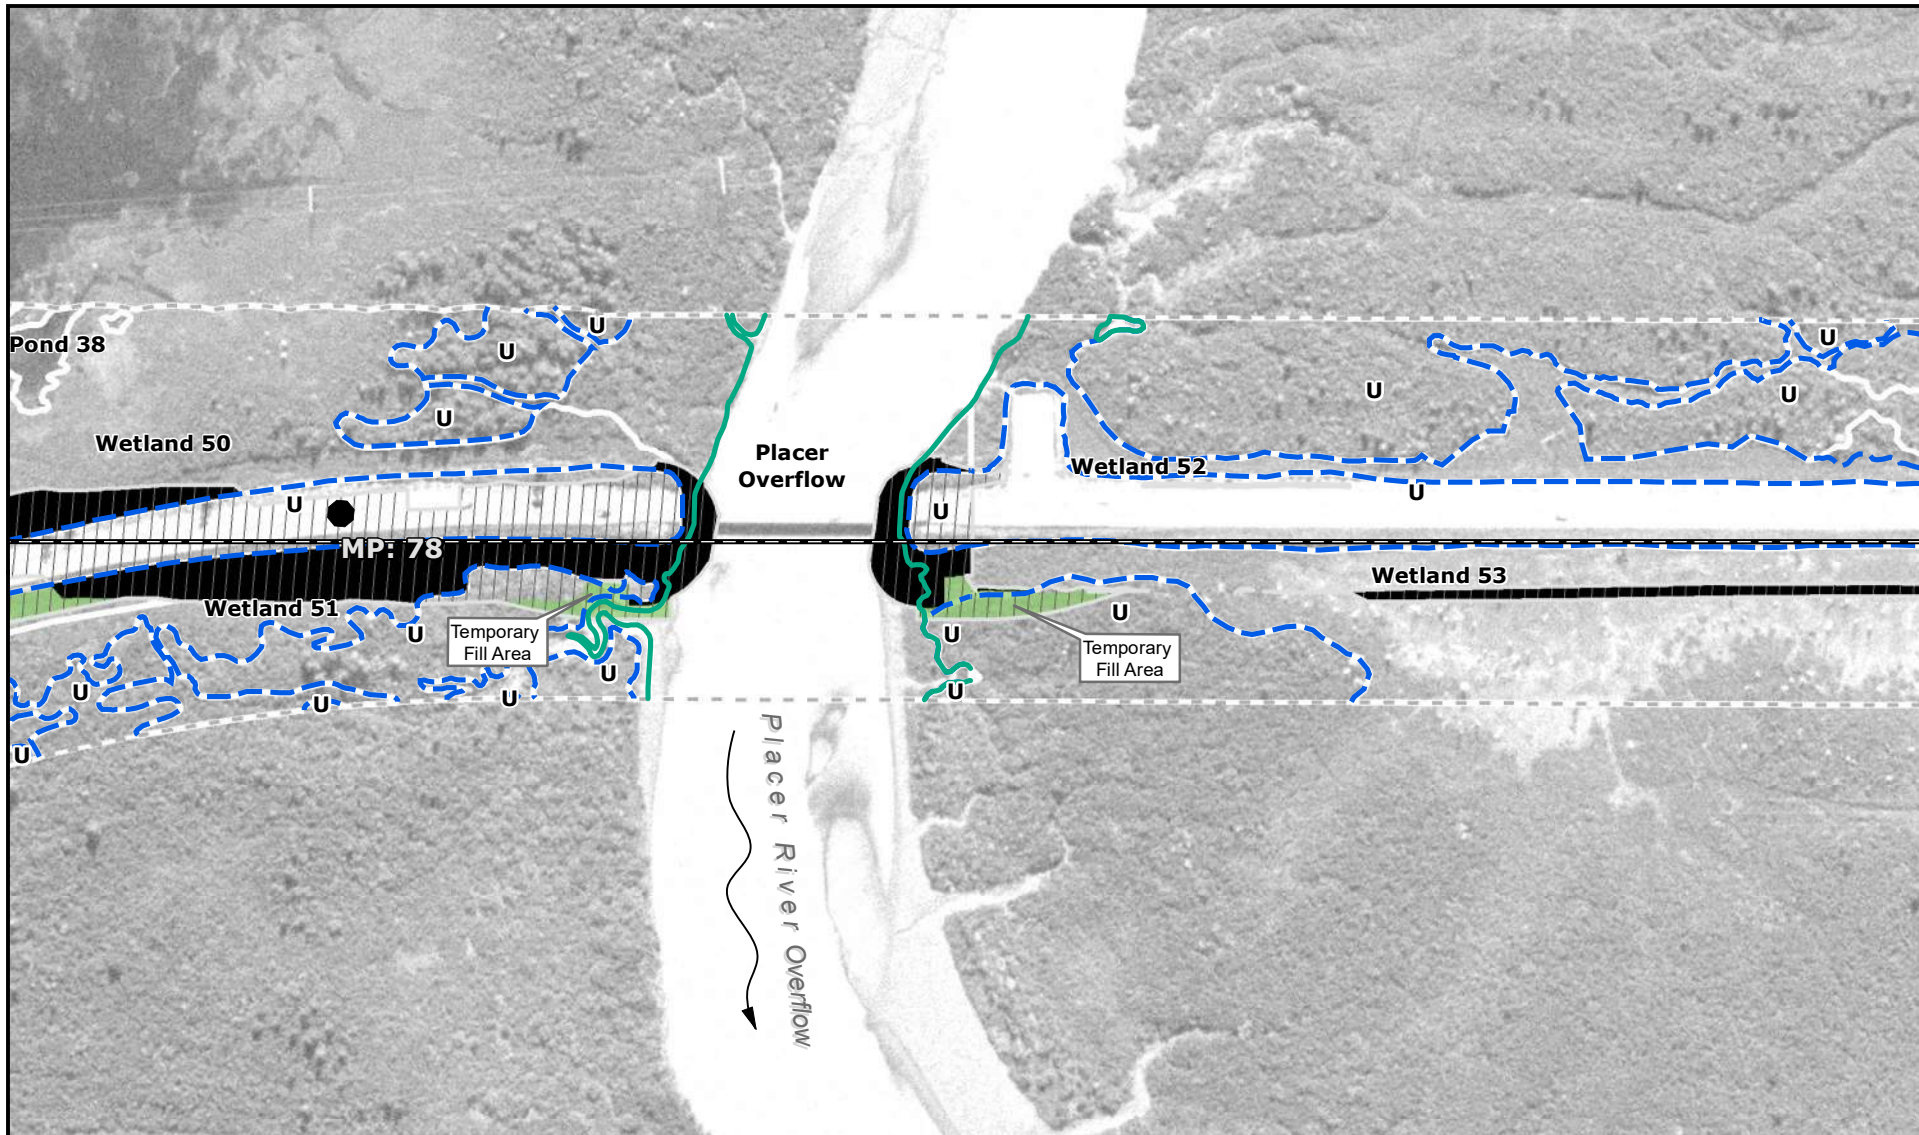 U
U
U
Pond 38
U
U
U
Wetland 50
Placer
Overflow
Wetland 52
U
U
U
MP: 78
Wetland 53
Wetland 51
U
Temporary
Fill Area
U
U
Temporary
Fill Area
U
U
U
U
U
U
Placer River Overflow